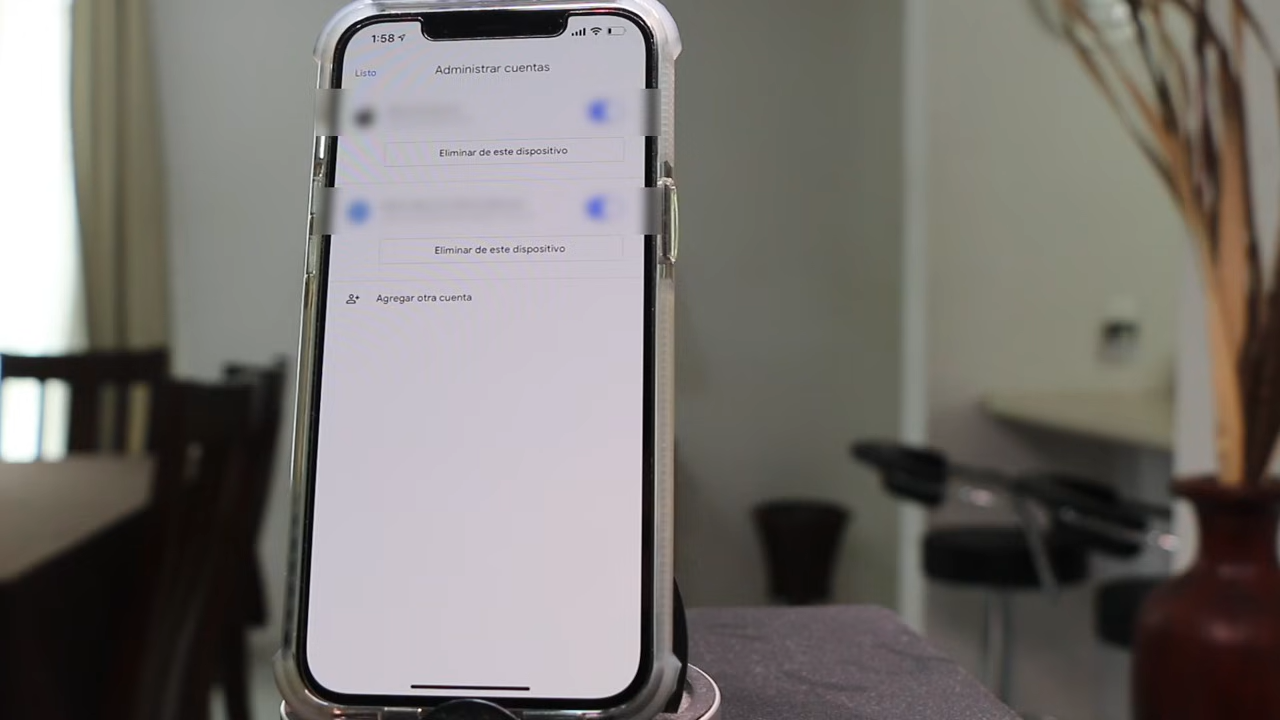 1:58
Listo
Administrar cuentas
Eliminar de este dispositivo
Eliminar de este dispositivo
Agregar otra cuenta